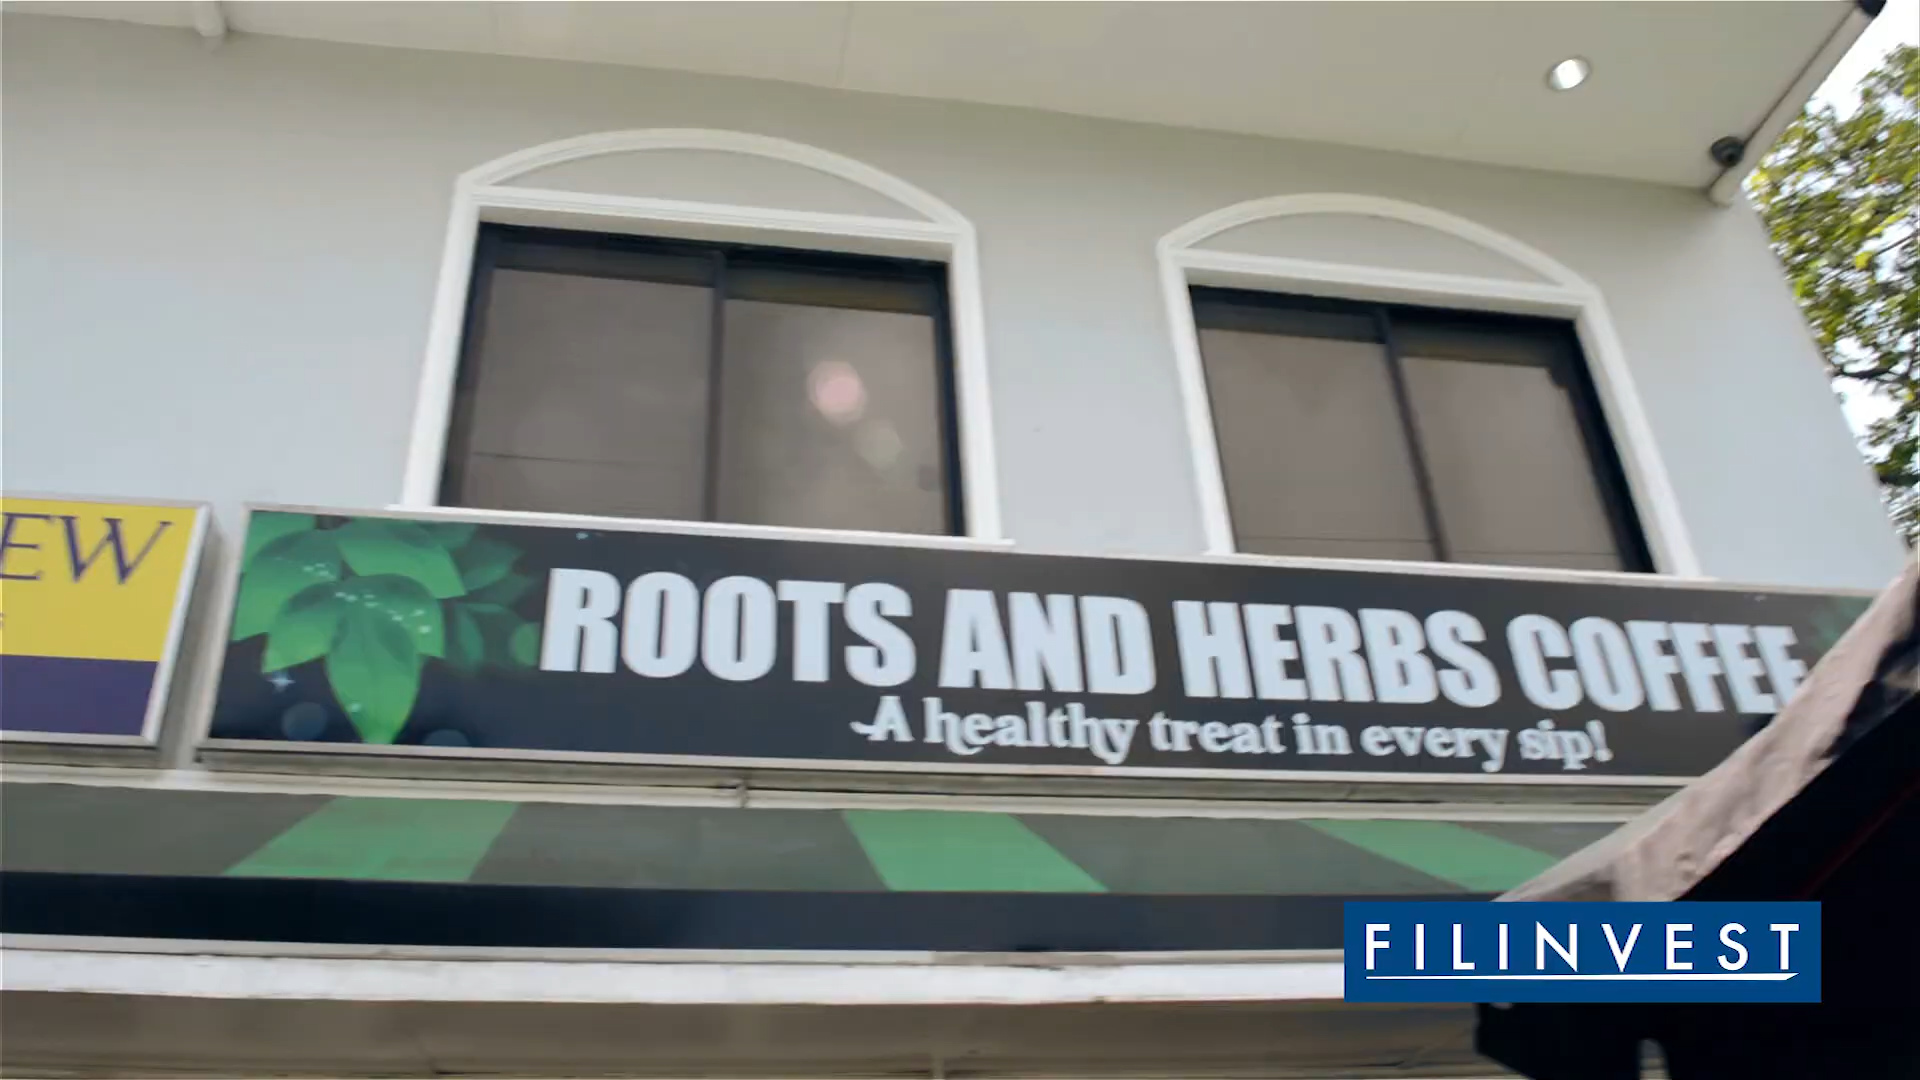 EW
ROOTS AND HERBS COFFEE
A healthy treat in every sip!
FILINVEST